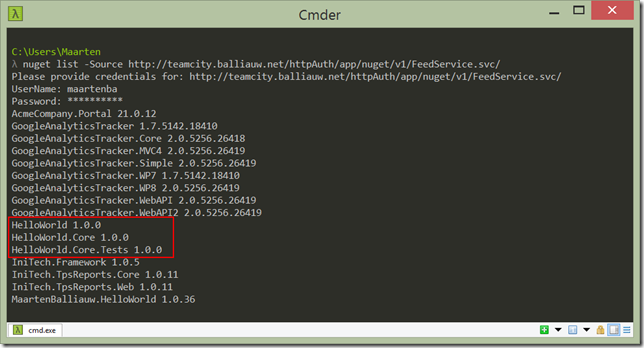 Cmder
C:\Users\Maarten
λ nuget list -Source http://teamcity.balliauw.net/httpAuth/app/nuget/v1/FeedService.svc/
Please provide credentials for: http://teamcity.balliauw.net/httpAuth/app/nuget/v1/FeedService.svc/
UserName: maartenba
Password: **********
AcmeCompany.Portal 21.0.12
GoogleAnalyticsTracker 1.7.5142.18410
GoogleAnalyticsTracker.Core 2.0.5256.26418
GoogleAnalyticsTracker.MVC4 2.0.5256.26419
GoogleAnalyticsTracker.Simple 2.0.5256.26419
GoogleAnalyticsTracker.WP7 1.7.5142.18410
GoogleAnalyticsTracker.WP8 2.0.5256.26419
GoogleAnalyticsTracker.WebAPI 2.0.5256.26419
GoogleAnalyticsTracker.WebAPI2 2.0.5256.26419
HelloWorld 1.0.0
HelloWorld.Core 1.0.0
HelloWorld.Core.Tests 1.0.0
IniTech.Framework 1.0.5
IniTech.TpsReports.Core 1.0.11
IniTech.TpsReports.Web 1.0.11
MaartenBalliauw.HelloWorld 1.0.36
λ cmd.exe